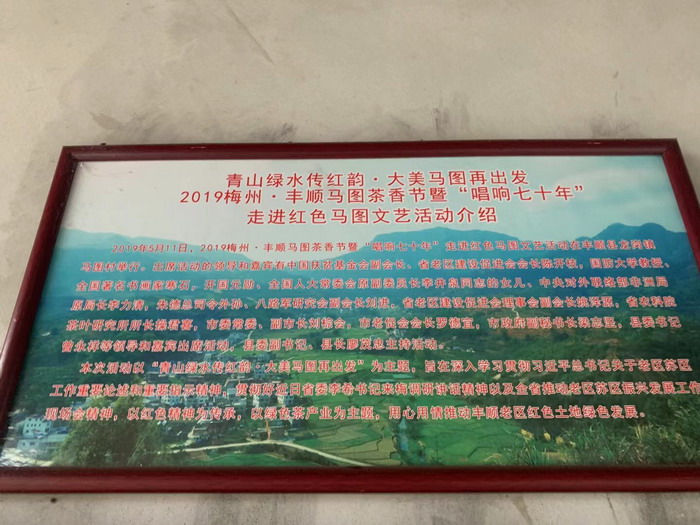 青山绿水传红韵·大美马图再出发
2019梅州·丰顺马图茶香节暨“唱响七十年”
走进红色马图文艺活动介绍
2019年5月11日，2019梅州·丰顺马图茶香节暨“唱响七十年”走进红色马图文艺活动在丰顺县龙岗镇
马图村举行。出席活动的领导和嘉宾有中国扶贫基金会副会长、省老区建设促进会会长陈开枝，国防大学教授、
全国著名书画家寒石，开国元勋、全国人大常委会原副委员长李井泉同志的女儿、中央对外联络部非洲局
原局长李力清，朱德总司令外孙、八路军研究会副会长刘进，省老区建设促进会理事会副会长姚泽源，省农科院
茶叶研究所所长操君喜，市委常委、副市长刘棕会，市老促会会长罗德宜，市政府副秘书长梁志坚，县委书记
曾永祥等领导和嘉宾出席活动，县委副书记、县长廖茂忠主持活动。
本次活动以“青山绿水传红韵·大美马图再出发”为主题，旨在深入学习贯彻习近平总书记关于老区苏区
工作重要论述和重要指示精神，贯彻好近日省委李希书记来梅调研讲话精神以及全省推动老区苏区振兴发展工
现场会精神，以红色精神为传承，以绿色茶产业为主题，用心用情推动丰顺老区红色土地绿色发展。